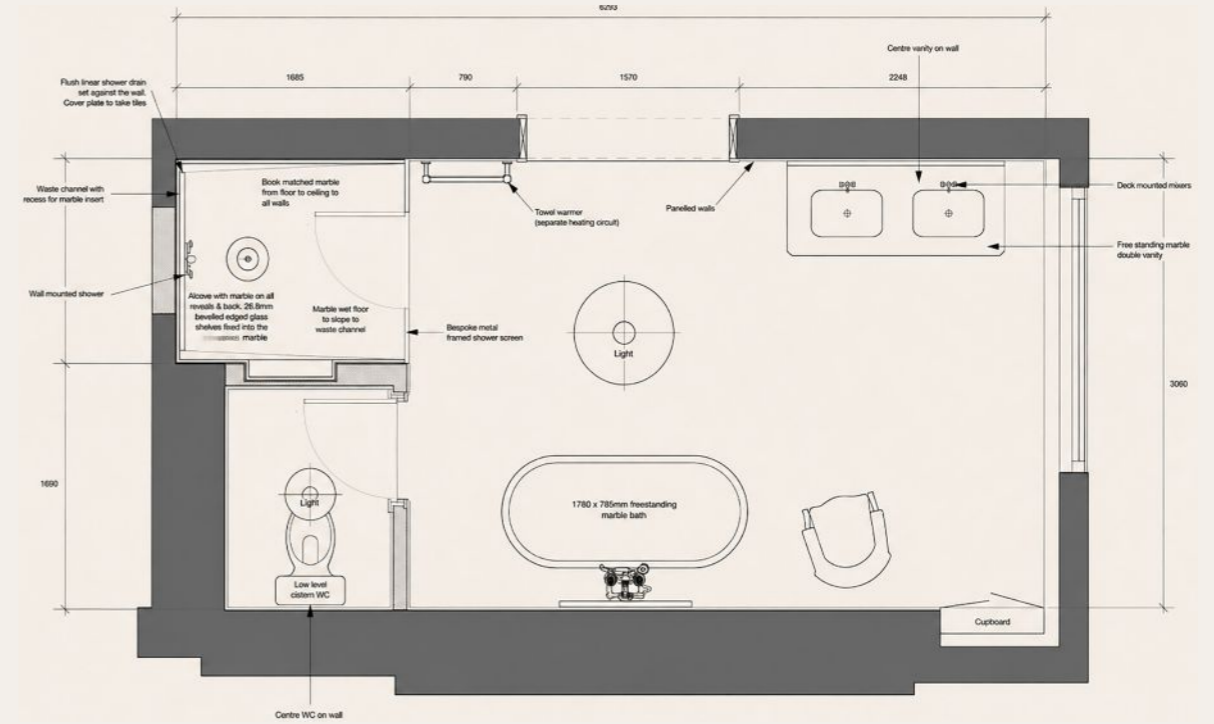 6293
Centre vanity on wall
1685
790
1570
2248
Flush linear shower drain
set against the wall.
Cover plate to take tiles
Waste channel with
recess for marble insert
Book matched marble
from floor to ceiling to
all walls
Towel warmer
(separate heating circuit)
Panelled walls
Deck mounted mixers
Free standing marble
double vanity
Wall mounted shower
Alcove with marble on all
reveals & back. 26.8mm
bevelled edged glass
shelves fixed into the
marble
Marble wet floor
to slope to
waste channel
Bespoke metal
framed shower screen
Light
3060
1690
Light
1780 x 785mm freestanding
marble bath
Low level
cistern WC
Cupboard
Centre WC on wall